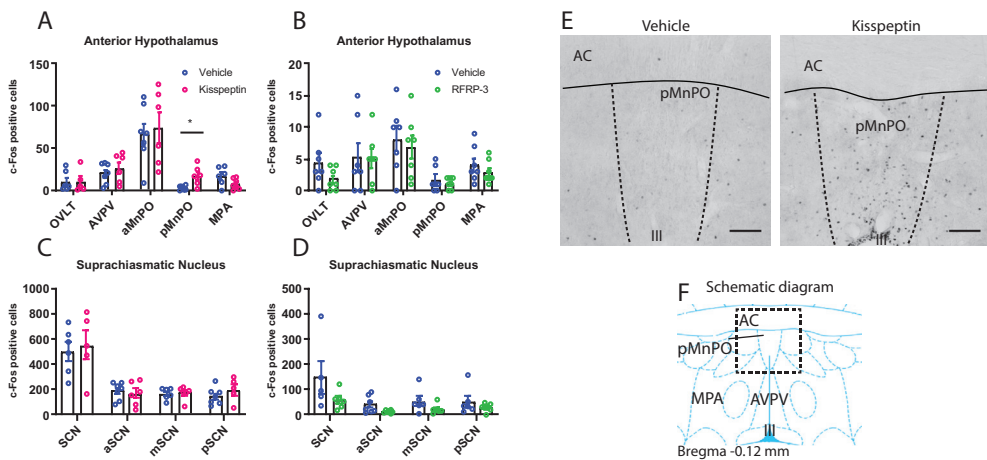 A
Anterior Hypothalamus
c-Fos positive cells
150
100
50
0
Vehicle
Kisspeptin
*
OVLT
AVPV
aMnPO
pMnPO
MPA
B
Anterior Hypothalamus
c-Fos positive cells
20
15
10
5
0
Vehicle
RFRP-3
OVLT
AVPV
aMnPO
pMnPO
MPA
C
Suprachiasmatic Nucleus
c-Fos positive cells
1000
800
600
400
200
0
SCN
aSCN
mSCN
pSCN
D
Suprachiasmatic Nucleus
c-Fos positive cells
500
400
300
200
100
0
SCN
aSCN
mSCN
pSCN
E
Vehicle
AC
pMnPO
III
Kisspeptin
AC
pMnPO
III
F
Schematic diagram
AC
pMnPO
MPA
AVPV
III
Bregma -0.12 mm